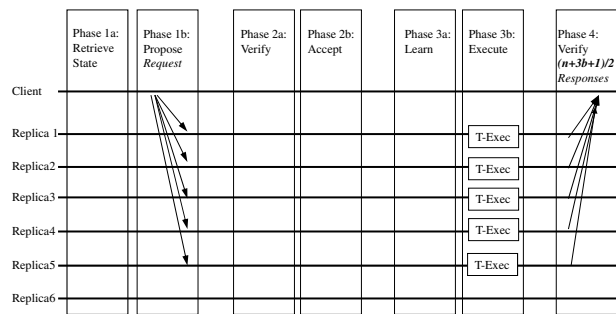 Phase 1a:
Retrieve
State
Phase 1b:
Propose
Request
Phase 2a:
Verify
Phase 2b:
Accept
Phase 3a:
Learn
Phase 3b:
Execute
Phase 4:
Verify
(n+3b+1)/2
Responses
Client
Replica 1
T-Exec
Replica2
T-Exec
Replica3
T-Exec
Replica4
T-Exec
Replica5
T-Exec
Replica6